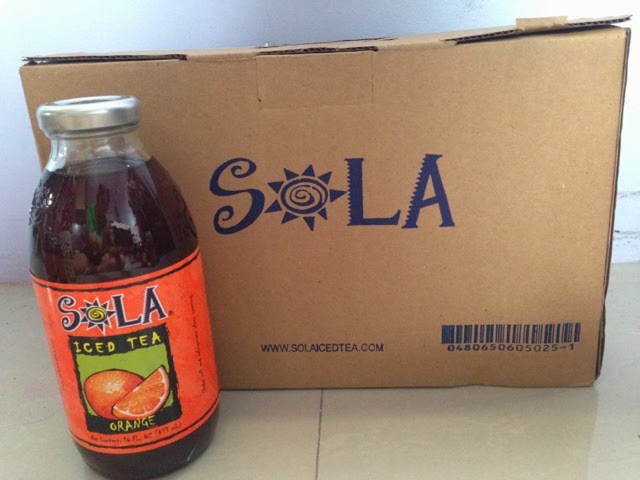 SOLA
WWW.SOLAICEDTEA.COM
0480650605025-1
SOLA
ICED TEA
ORANGE